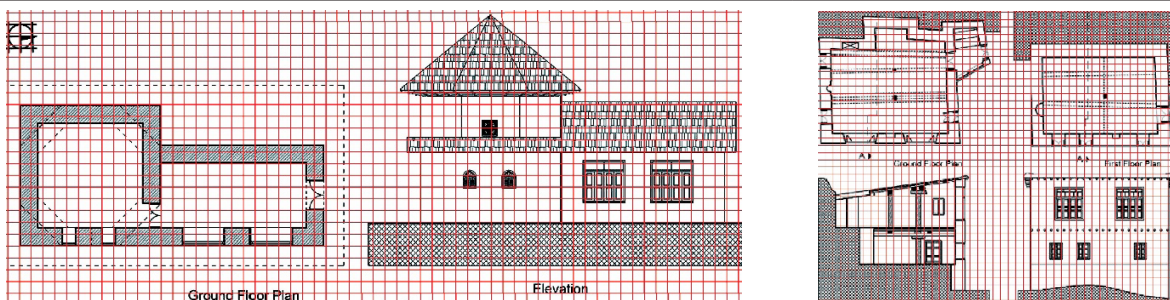 Ground Floor Plan
Elevation
A
Ground Floor Plan
A
First Floor Plan